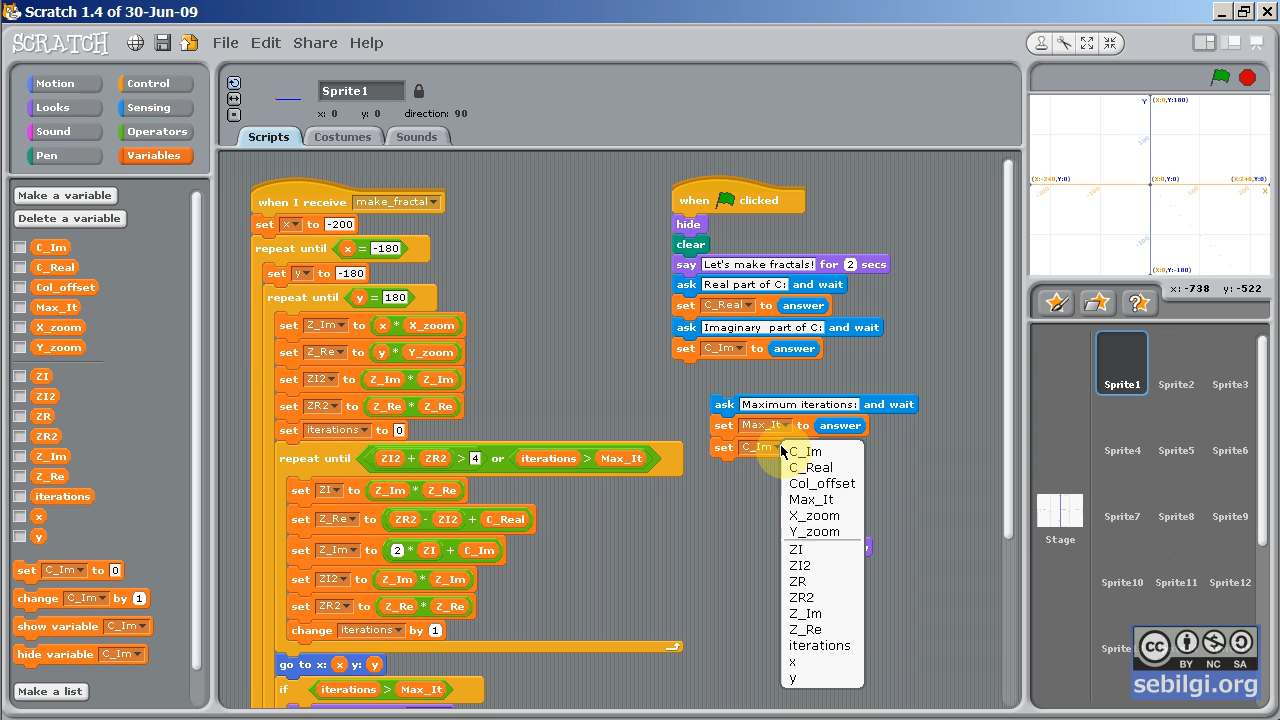 Scratch 1.4 of 30-Jun-09
SCRATCH File Edit Share Help
Motion Control
Looks Sensing
Sound Operators
Pen Variables
Make a variable
Delete a variable
C_Im
C_Real
Col_offset
Max_It
X_zoom
Y_zoom
ZI
ZI2
ZR
ZR2
Z_Im
Z_Re
iterations
x
y
set C_Im to 0
change C_Im by 1
show variable C_Im
hide variable C_Im
Make a list
Sprite1
x: 0 y: 0 direction: 90
Scripts Costumes Sounds
when I receive make_fractal
set x to -200
repeat until x = -180
set y to -180
repeat until y = 180
set Z_Im to x * X_zoom
set Z_Re to y * Y_zoom
set ZI2 to Z_Im * Z_Im
set ZR2 to Z_Re * Z_Re
set iterations to 0
repeat until ZI2 + ZR2 > 4 or iterations > Max_It
set ZI to Z_Im * Z_Re
set Z_Re to ZR2 - ZI2 + C_Real
set Z_Im to 2 * ZI + C_Im
set ZI2 to Z_Im * Z_Im
set ZR2 to Z_Re * Z_Re
change iterations by 1
go to x: x y: y
if iterations > Max_It
when clicked
hide
clear
say Let's make fractals! for 2 secs
ask Real part of C: and wait
set C_Real to answer
ask Imaginary part of C: and wait
set C_Im to answer
ask Maximum iterations: and wait
set Max_It to answer
set C_Im
C_Im
C_Real
Col_offset
Max_It
X_zoom
Y_zoom
ZI
ZI2
ZR
ZR2
Z_Im
Z_Re
iterations
x
y
Y (X:0,Y:180)
100
(X:-240,Y:0) (X:0,Y:0) (X:240,Y:0)
-200 -100 100 200 X
-100
(X:0,Y:-180)
x: -738 y: -522
Sprite1 Sprite2 Sprite3
Sprite4 Sprite5 Sprite6
Sprite7 Sprite8 Sprite9
Stage
Sprite10 Sprite11 Sprite12
Sprite
CC BY NC SA
sebilgi.org